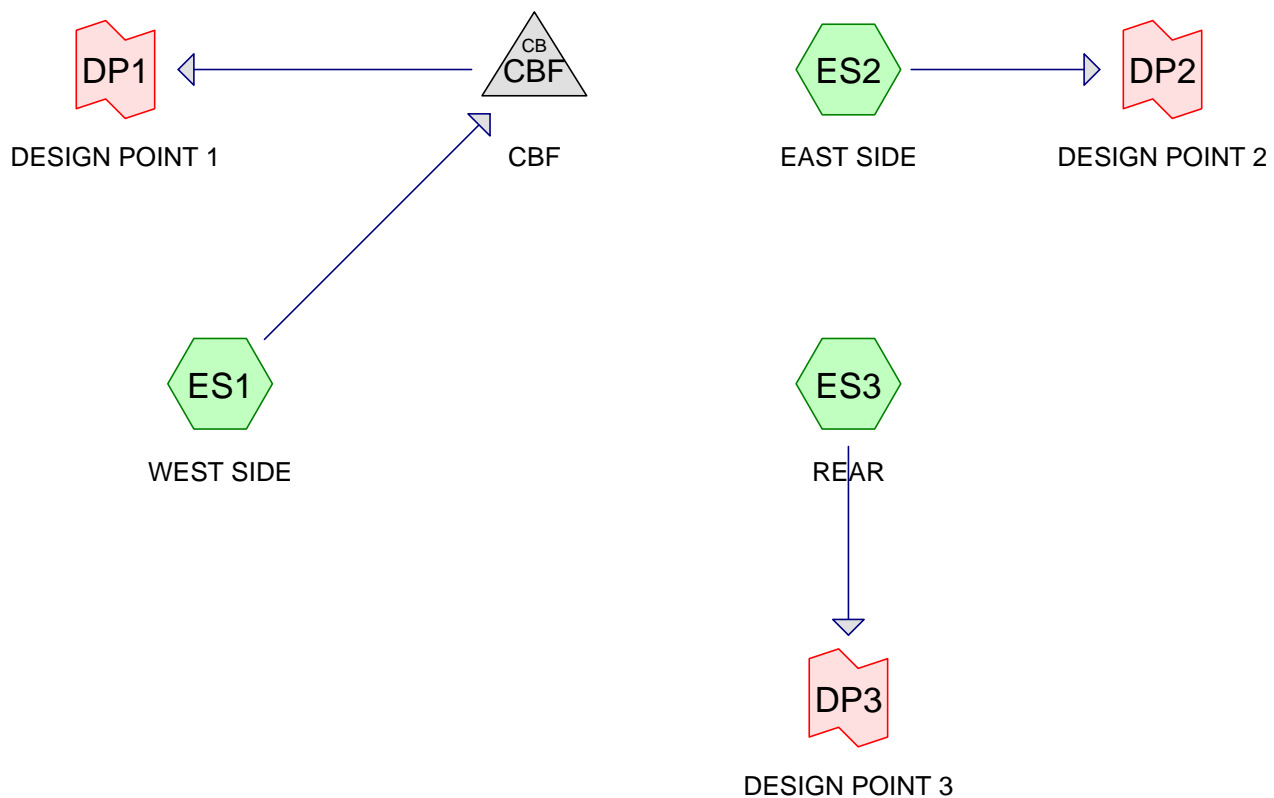 DP1
DESIGN POINT 1
CB
CBF
CBF
ES2
EAST SIDE
DP2
DESIGN POINT 2
ES1
WEST SIDE
ES3
REAR
DP3
DESIGN POINT 3